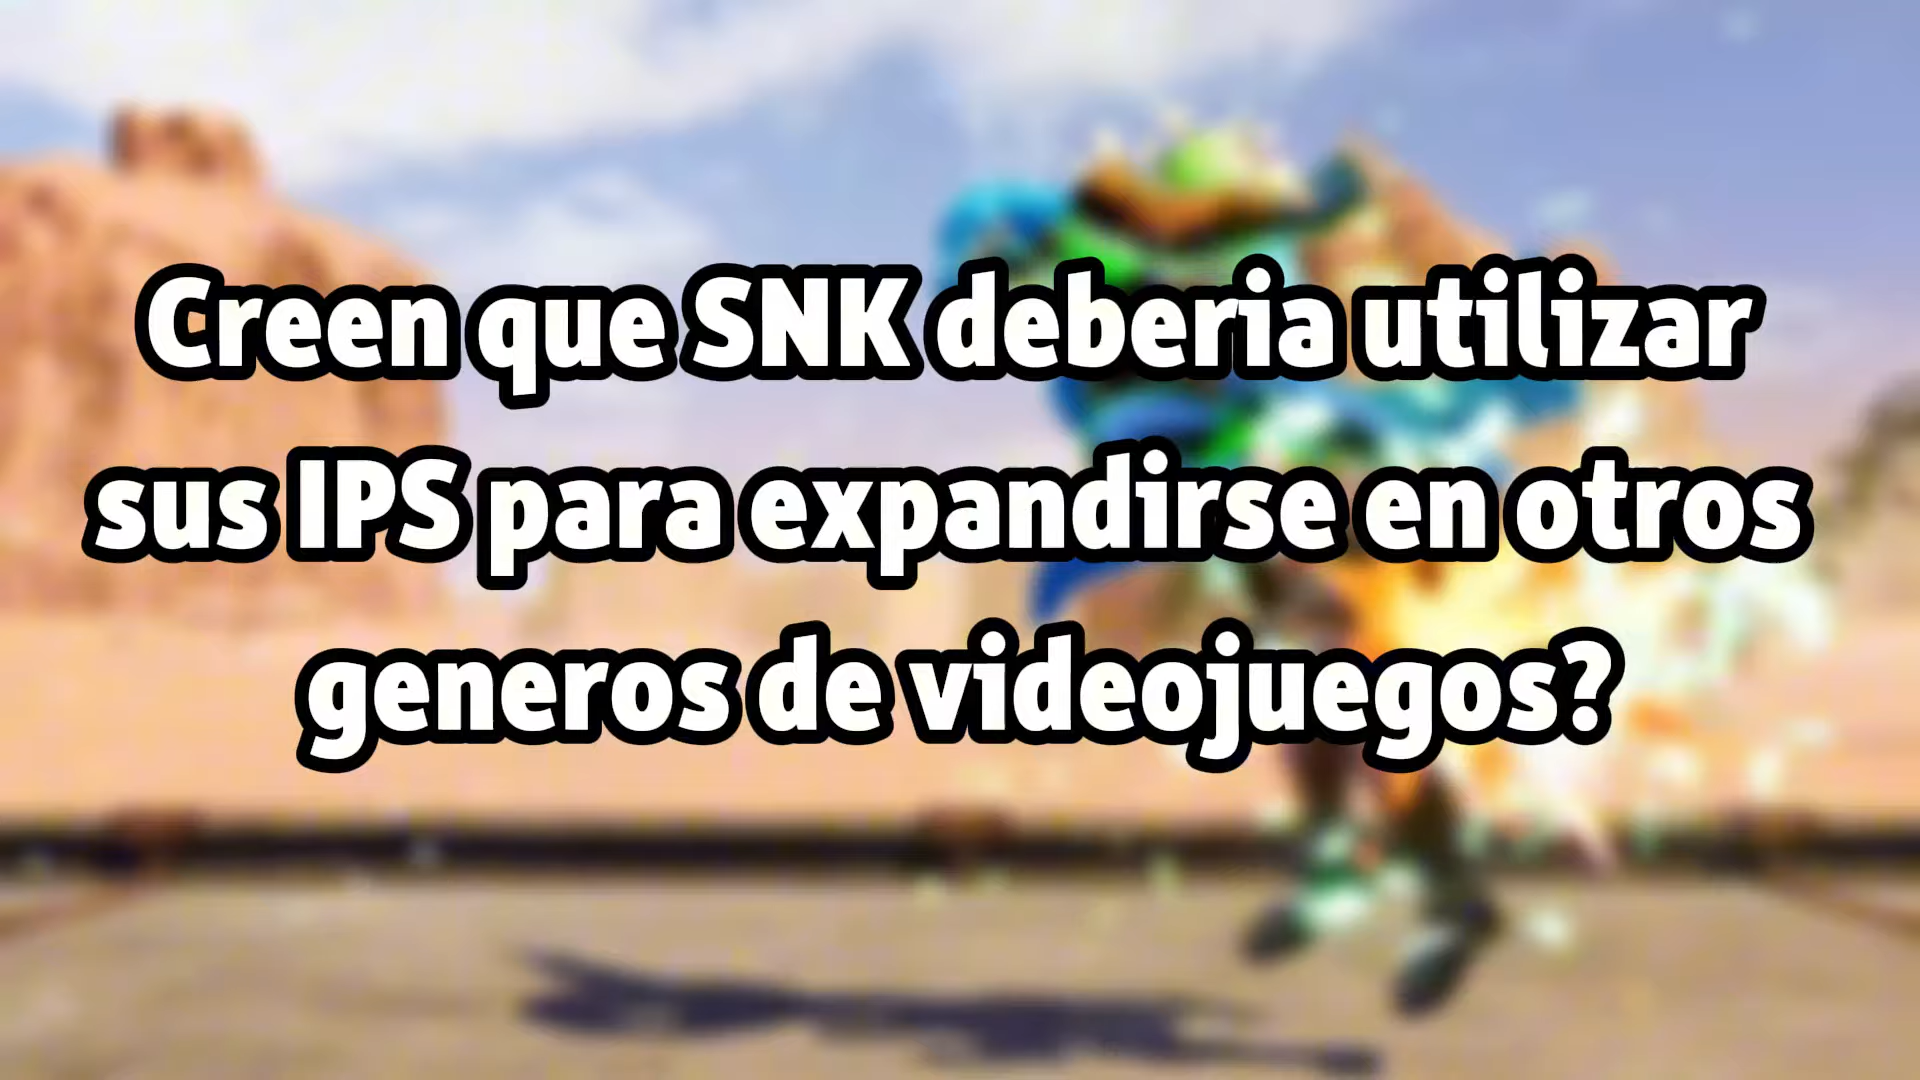 Creen que SNK deberia utilizar
sus IPS para expandirse en otros
generos de videojuegos?